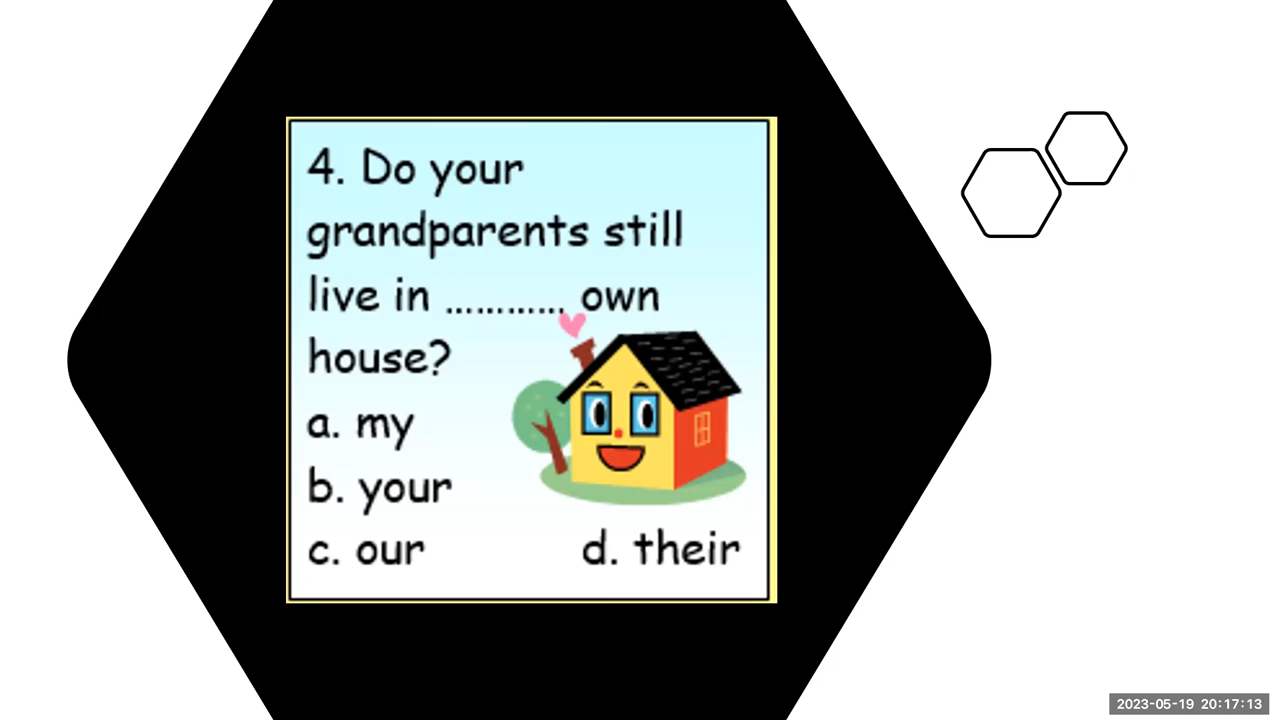 4. Do your
grandparents still
live in ............ own
house?
a. my
b. your
c. our d. their
2023-05-19 20:17:13